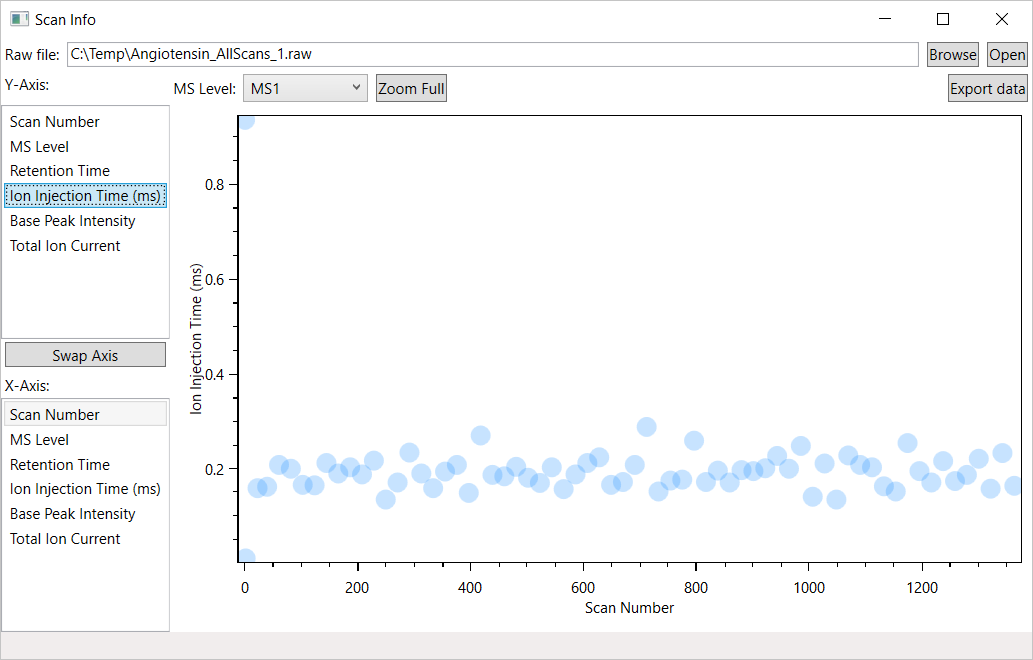 Scan Info
Raw file: C:\Temp\Angiotensin_AllScans_1.raw Browse Open
Y-Axis: MS Level: MS1 Zoom Full Export data
Scan Number
MS Level
Retention Time
Ion Injection Time (ms)
Base Peak Intensity
Total Ion Current
Swap Axis
X-Axis:
Scan Number
MS Level
Retention Time
Ion Injection Time (ms)
Base Peak Intensity
Total Ion Current
Ion Injection Time (ms)
0.8
0.6
0.4
0.2
0 200 400 600 800 1000 1200
Scan Number